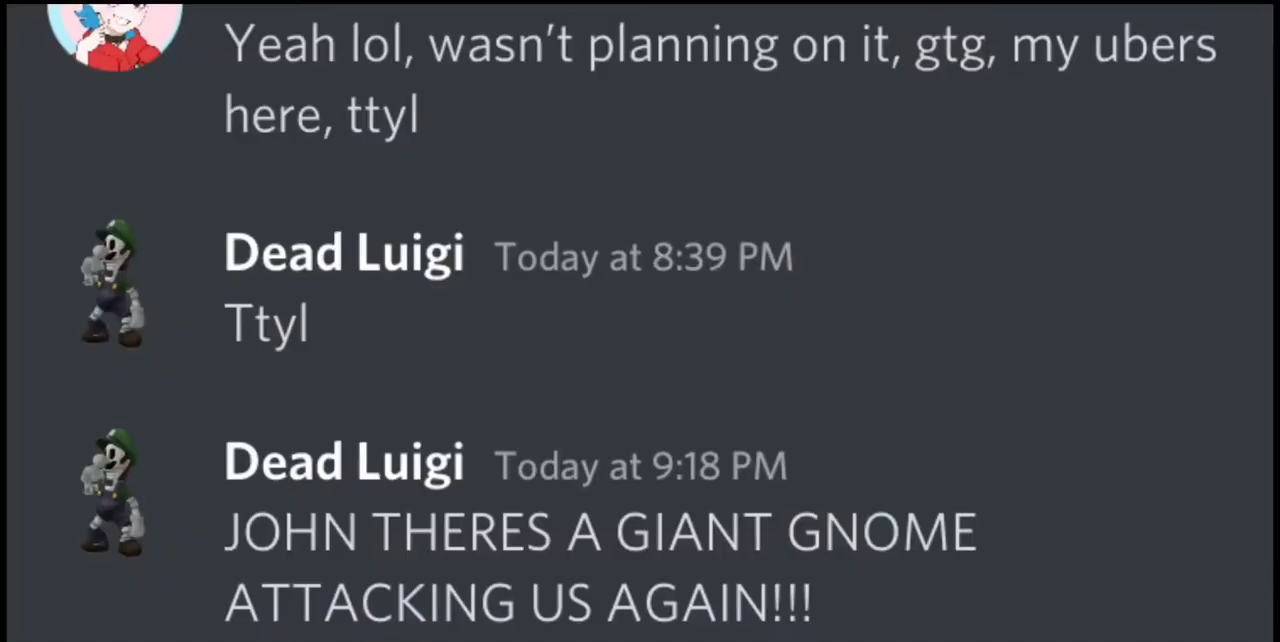 Yeah lol, wasn't planning on it, gtg, my ubers
here, ttyl
Dead Luigi Today at 8:39 PM
Ttyl
Dead Luigi Today at 9:18 PM
JOHN THERES A GIANT GNOME
ATTACKING US AGAIN!!!